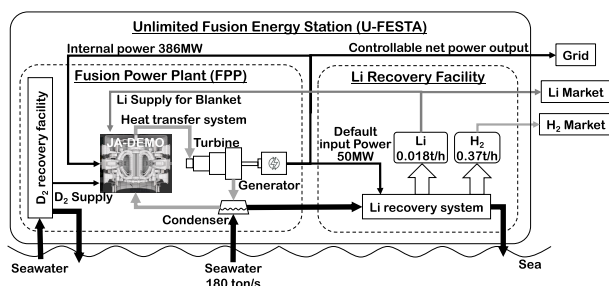 Unlimited Fusion Energy Station (U-FESTA)
Internal power 386MW
Controllable net power output
Grid
Fusion Power Plant (FPP)
Li Recovery Facility
Li Supply for Blanket
Li Market
Heat transfer system
H2 Market
JA-DEMO
Turbine
Default
input Power
50MW
Li
0.018t/h
H2
0.37t/h
D2 recovery facility
D2 Supply
Generator
Condenser
Li recovery system
Seawater
Seawater
180 ton/s
Sea